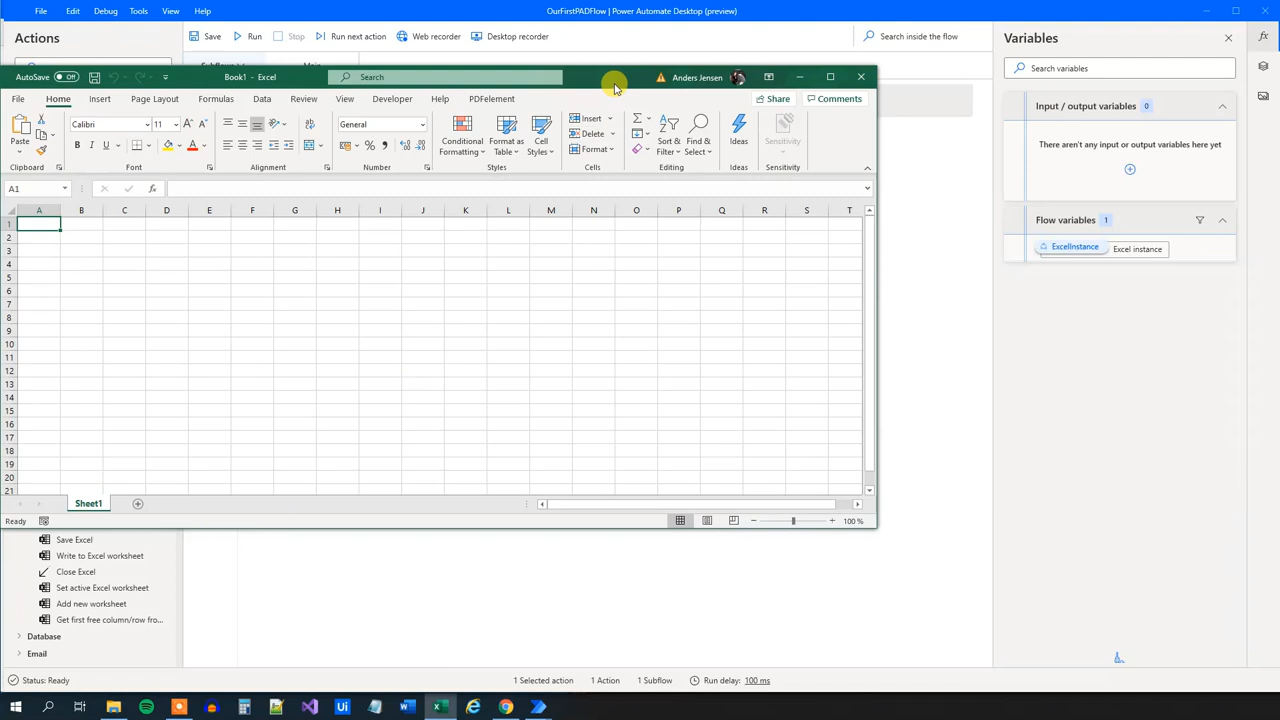 File Edit Debug Tools View Help OurFirstPADFlow | Power Automate Desktop (preview)
Actions Save Run Stop Run next action Web recorder Desktop recorder Search inside the flow Variables
Search variables
AutoSave Off Book1 - Excel Search Anders Jensen
File Home Insert Page Layout Formulas Data Review View Developer Help PDFelement Share Comments
Input / output variables 0
Paste Calibri 11 A A General Conditional Formatting Format as Table Cell Styles Insert Delete Format Sort & Filter Find & Select Ideas Sensitivity
B I U A %
There aren't any input or output variables here yet
Clipboard Font Alignment Number Styles Cells Editing Ideas Sensitivity
A1 fx
A B C D E F G H I J K L M N O P Q R S T
Flow variables 1
ExcelInstance Excel instance
1
2
3
4
5
6
7
8
9
10
11
12
13
14
15
16
17
18
19
20
21
Sheet1
Ready 100 %
Save Excel
Write to Excel worksheet
Close Excel
Set active Excel worksheet
Add new worksheet
Get first free column/row fro...
Database
Email
Status: Ready 1 Selected action 1 Action 1 Subflow Run delay: 100 ms